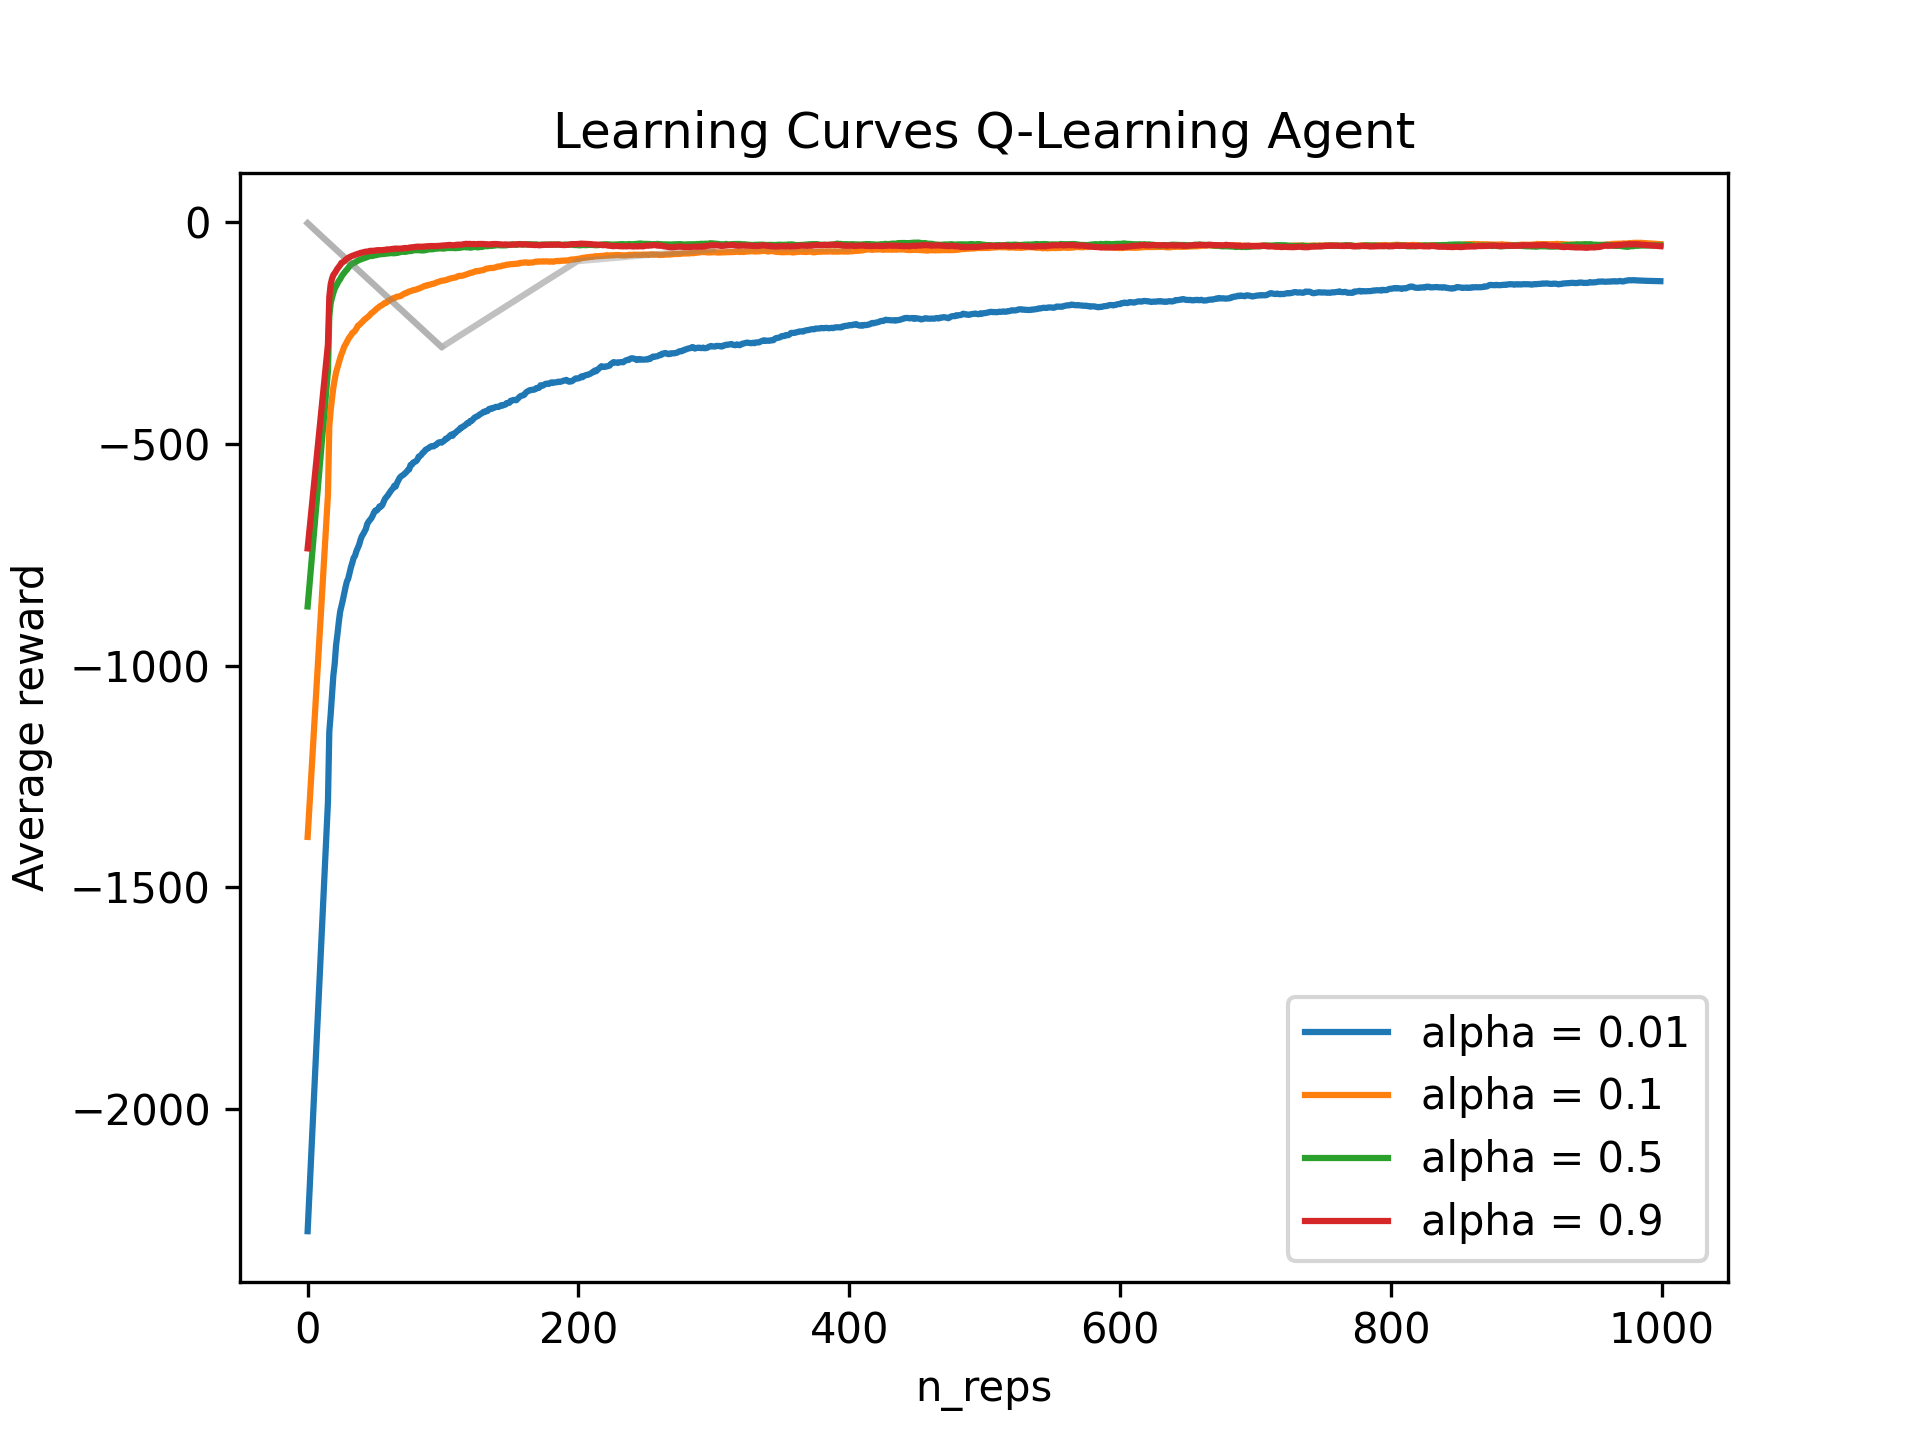 Learning Curves Q-Learning Agent
0
−500
−1000
−1500
−2000
Average reward
0 200 400 600 800 1000
n_reps
alpha = 0.01
alpha = 0.1
alpha = 0.5
alpha = 0.9